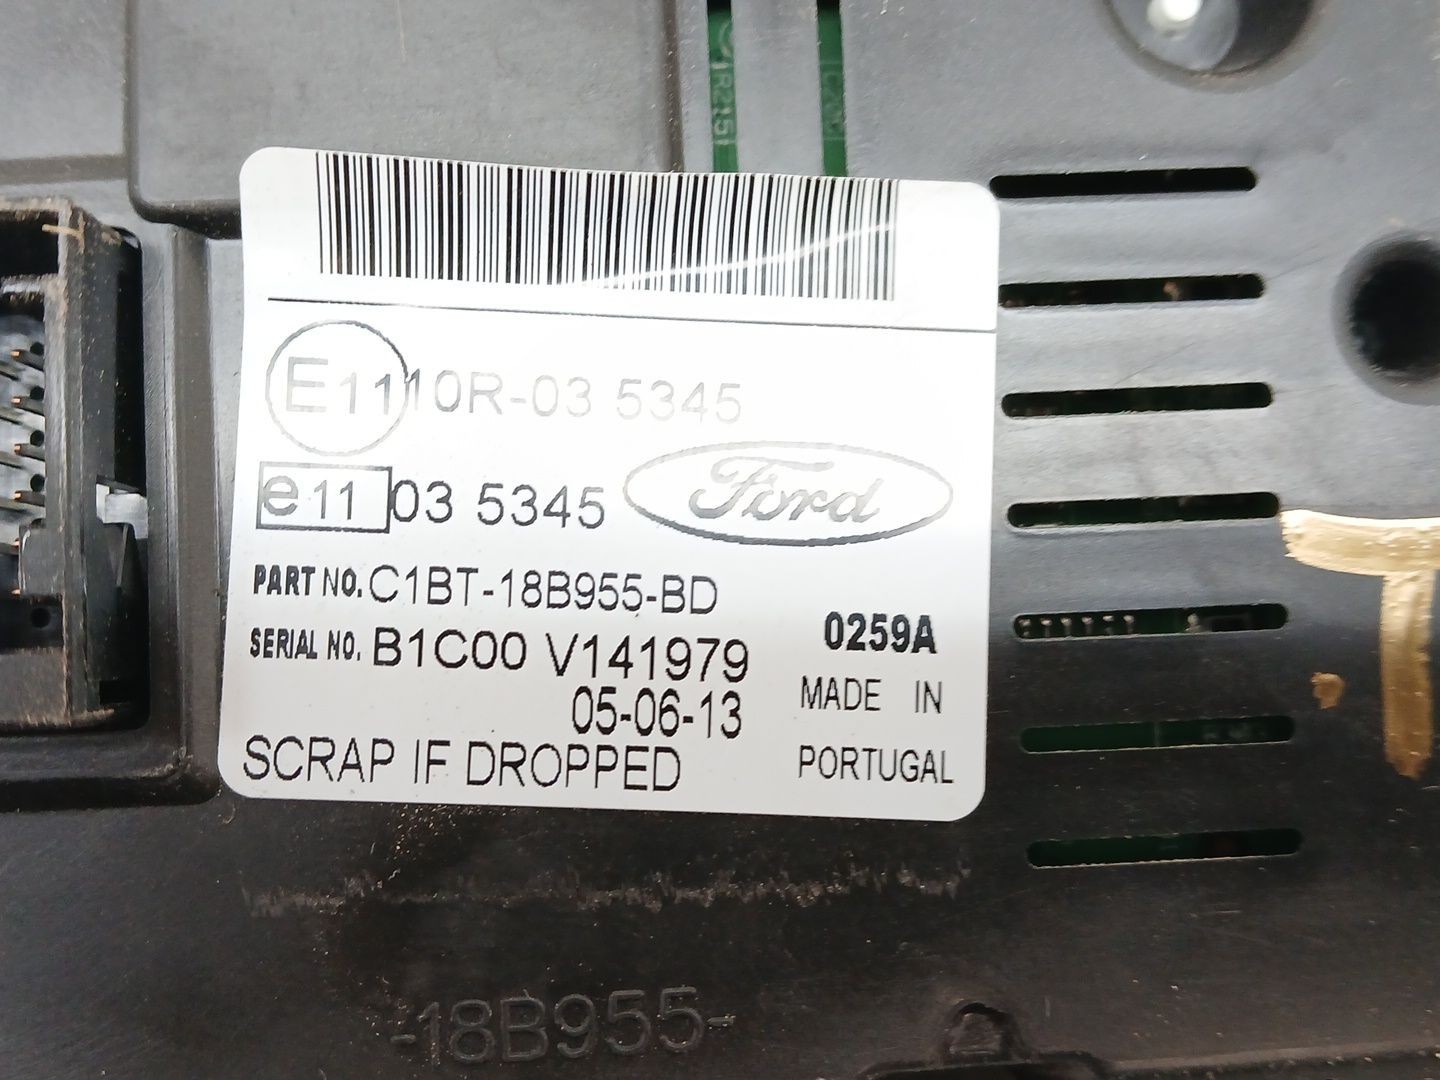 R215
E11 10R-03 5345
e11 03 5345
Ford
PART NO. C1BT-18B955-BD
SERIAL NO. B1C00 V141979
0259A
05-06-13
MADE IN
PORTUGAL
SCRAP IF DROPPED
-18B955-